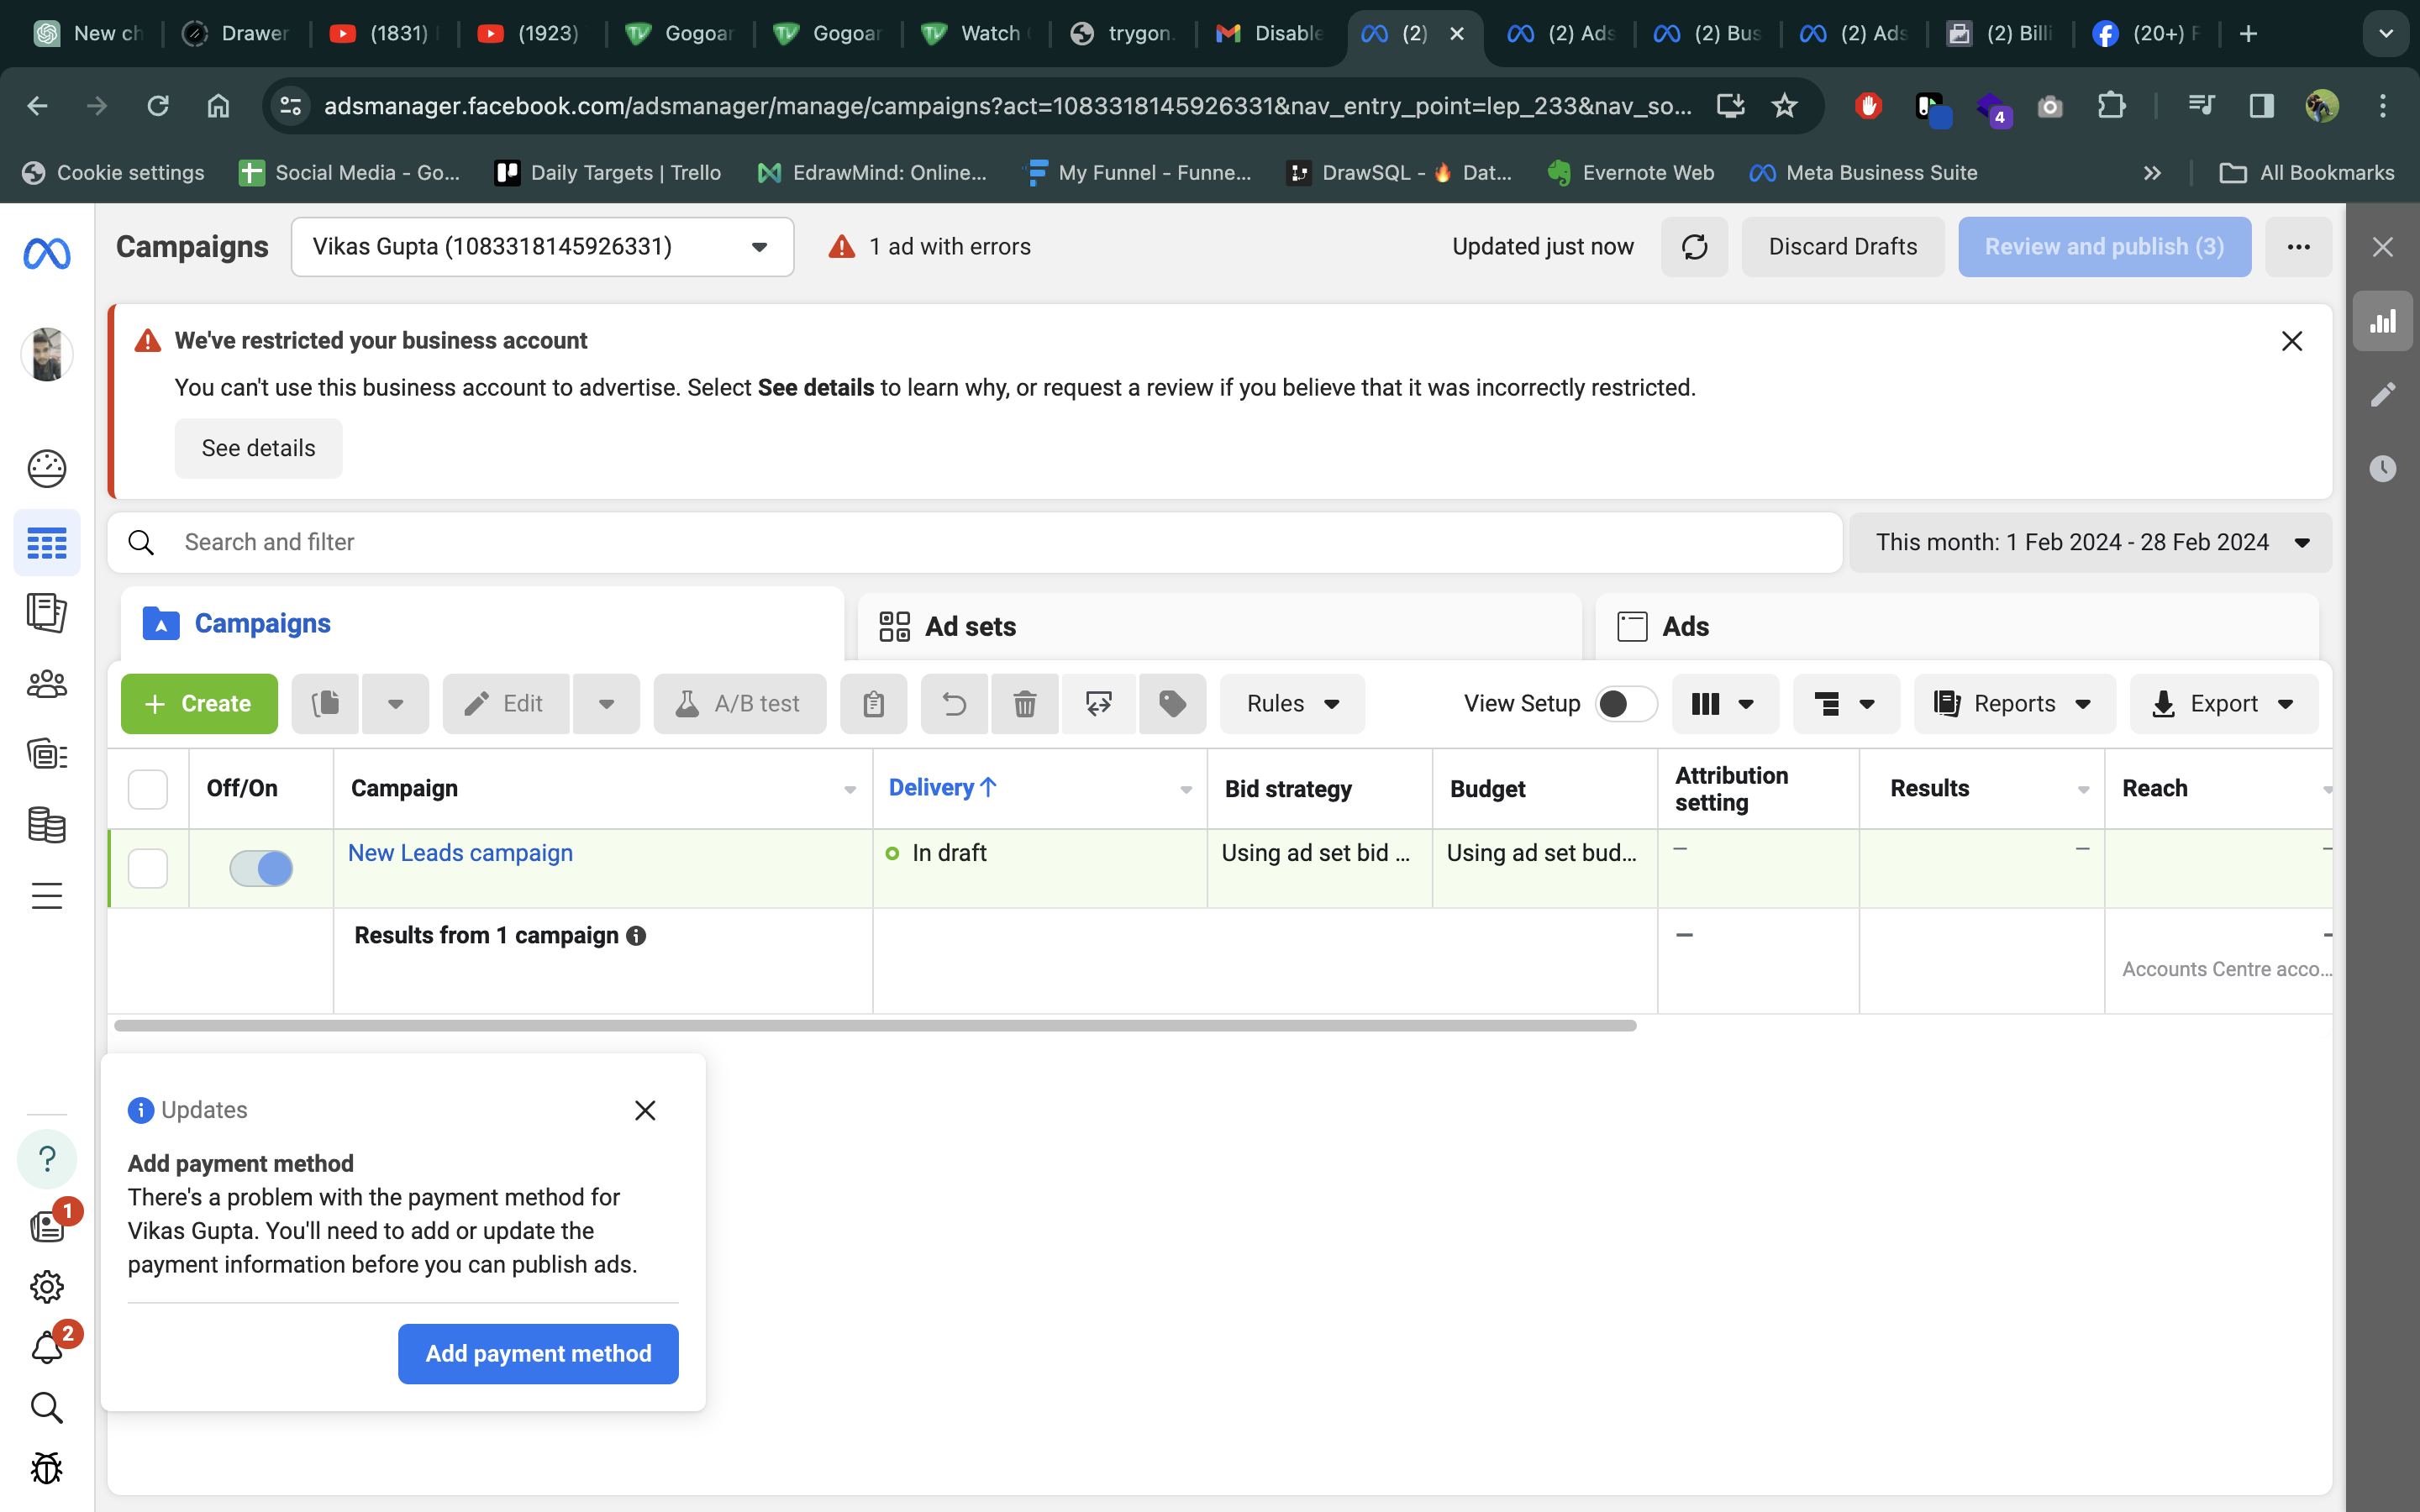 New ch
Drawer
(1831)
(1923)
Gogoar
Gogoar
Watch
trygon.
Disable
(2)
(2) Ads
(2) Bus
(2) Ads
(2) Billi
(20+) F
adsmanager.facebook.com/adsmanager/manage/campaigns?act=1083318145926331&nav_entry_point=lep_233&nav_so...
4
Cookie settings
Social Media - Go...
Daily Targets | Trello
EdrawMind: Online...
My Funnel - Funne...
DrawSQL - 🔥 Dat...
Evernote Web
Meta Business Suite
All Bookmarks
Campaigns
Vikas Gupta (1083318145926331)
1 ad with errors
Updated just now
Discard Drafts
Review and publish (3)
We've restricted your business account
You can't use this business account to advertise. Select See details to learn why, or request a review if you believe that it was incorrectly restricted.
See details
Search and filter
This month: 1 Feb 2024 - 28 Feb 2024
Campaigns
Ad sets
Ads
+ Create
Edit
A/B test
Rules
View Setup
Reports
Export
Off/On
Campaign
Delivery ↑
Bid strategy
Budget
Attribution
setting
Results
Reach
New Leads campaign
In draft
Using ad set bid ...
Using ad set bud...
—
—
—
Results from 1 campaign
—
—
Accounts Centre acco...
Updates
Add payment method
There's a problem with the payment method for
Vikas Gupta. You'll need to add or update the
payment information before you can publish ads.
Add payment method
?
1
2